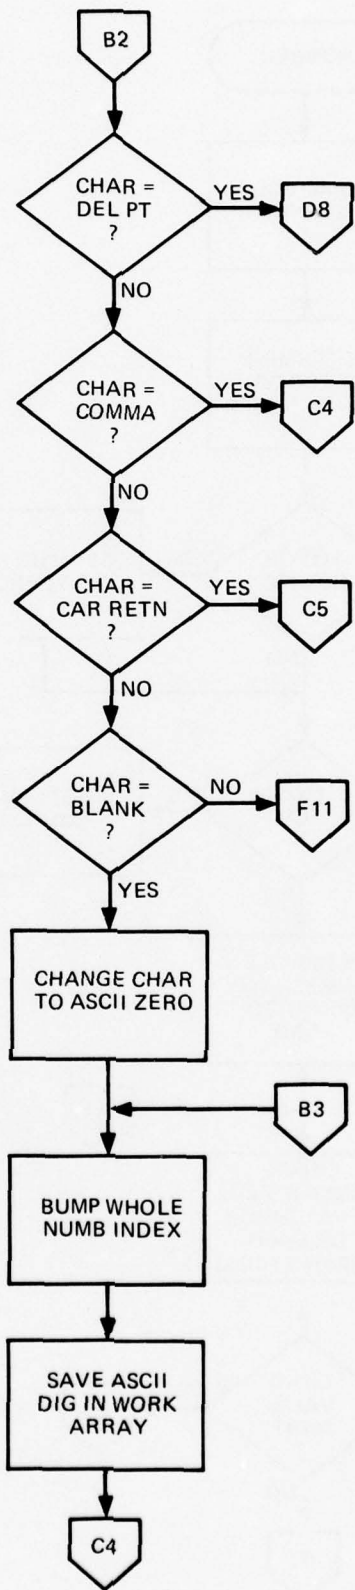 B2
CHAR =
DEL PT
?
YES
D8
NO
CHAR =
COMMA
?
YES
C4
NO
CHAR =
CAR RETN
?
YES
C5
NO
CHAR =
BLANK
?
NO
F11
YES
CHANGE CHAR
TO ASCII ZERO
B3
BUMP WHOLE
NUMB INDEX
SAVE ASCII
DIG IN WORK
ARRAY
C4